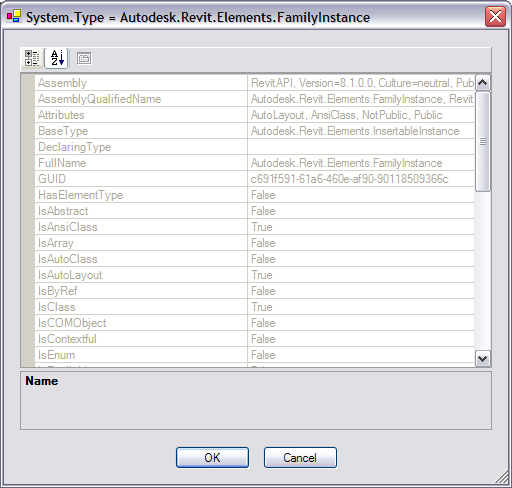 System.Type = Autodesk.Revit.Elements.FamilyInstance
Assembly RevitAPI, Version=8.1.0.0, Culture=neutral, Pub
AssemblyQualifiedName Autodesk.Revit.Elements.FamilyInstance, Revit
Attributes AutoLayout, AnsiClass, NotPublic, Public
BaseType Autodesk.Revit.Elements.InsertableInstance
DeclaringType
FullName Autodesk.Revit.Elements.FamilyInstance
GUID c691f591-61a6-460e-af90-90118509366c
HasElementType False
IsAbstract False
IsAnsiClass True
IsArray False
IsAutoClass False
IsAutoLayout True
IsByRef False
IsClass True
IsCOMObject False
IsContextful False
IsEnum False
Name
OK Cancel